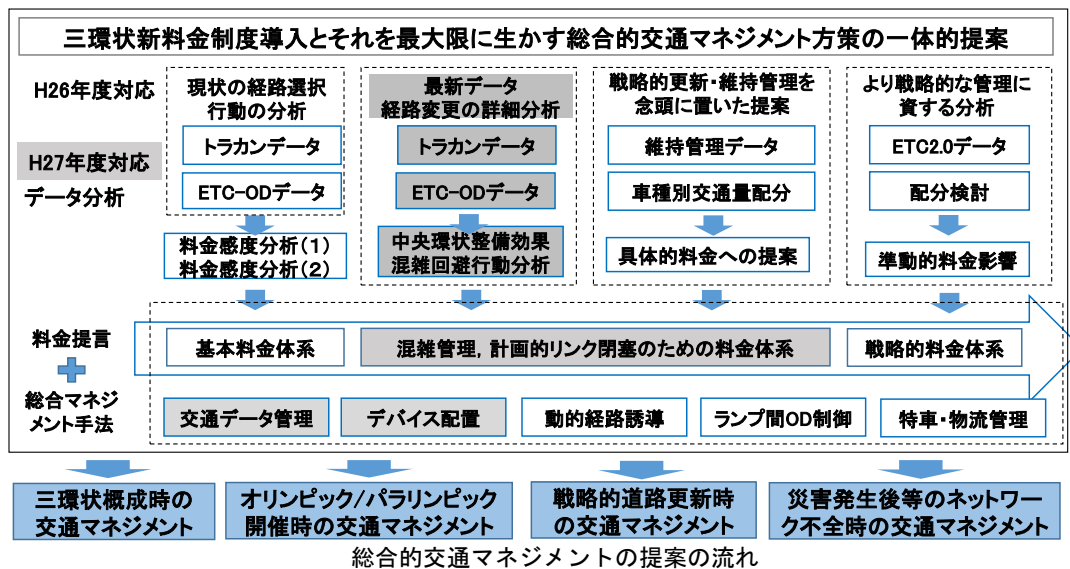 三環状新料金制度導入とそれを最大限に生かす総合的交通マネジメント方策の一体的提案
H26年度対応
H27年度対応
データ分析
現状の経路選択
行動の分析
トラカンデータ
ETC-ODデータ
料金感度分析(1)
料金感度分析(2)
最新データ
経路変更の詳細分析
トラカンデータ
ETC-ODデータ
中央環状整備効果
混雑回避行動分析
戦略的更新・維持管理を
念頭に置いた提案
維持管理データ
車種別交通量配分
具体的料金への提案
より戦略的な管理に
資する分析
ETC2.0データ
配分検討
準動的料金影響
料金提言
総合マネジ
メント手法
基本料金体系
混雑管理,計画的リンク閉塞のための料金体系
戦略的料金体系
交通データ管理
デバイス配置
動的経路誘導
ランプ間OD制御
特車・物流管理
三環状概成時の
交通マネジメント
オリンピック/パラリンピック
開催時の交通マネジメント
戦略的道路更新時
の交通マネジメント
災害発生後等のネットワー
ク不全時の交通マネジメント
総合的交通マネジメントの提案の流れ